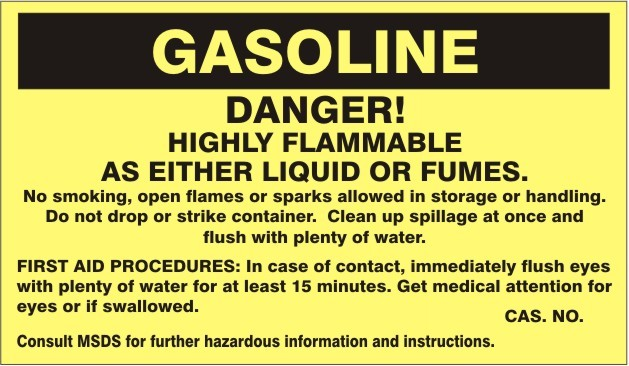 GASOLINE
DANGER!
HIGHLY FLAMMABLE
AS EITHER LIQUID OR FUMES.
No smoking, open flames or sparks allowed in storage or handling.
Do not drop or strike container.  Clean up spillage at once and
flush with plenty of water.
FIRST AID PROCEDURES: In case of contact, immediately flush eyes
with plenty of water for at least 15 minutes. Get medical attention for
eyes or if swallowed.
CAS. NO.
Consult MSDS for further hazardous information and instructions.